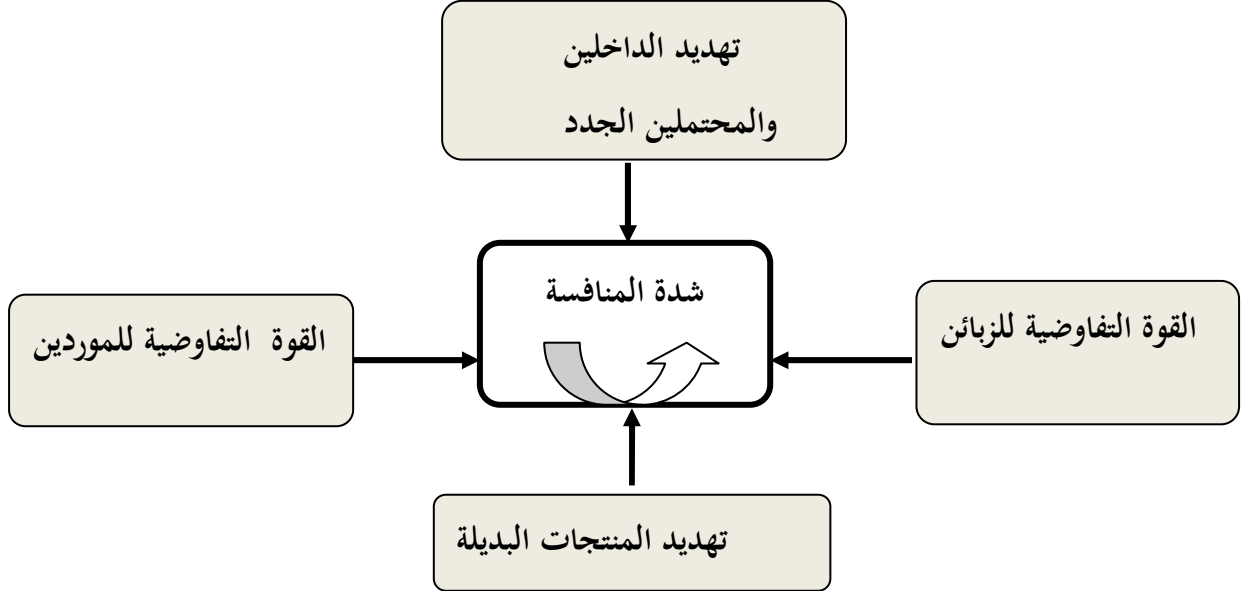 تهديد الداخلين
والمحتملين الجدد
شدة المنافسة
القوة التفاوضية للزبائن
القوة التفاوضية للموردين
تهديد المنتجات البديلة